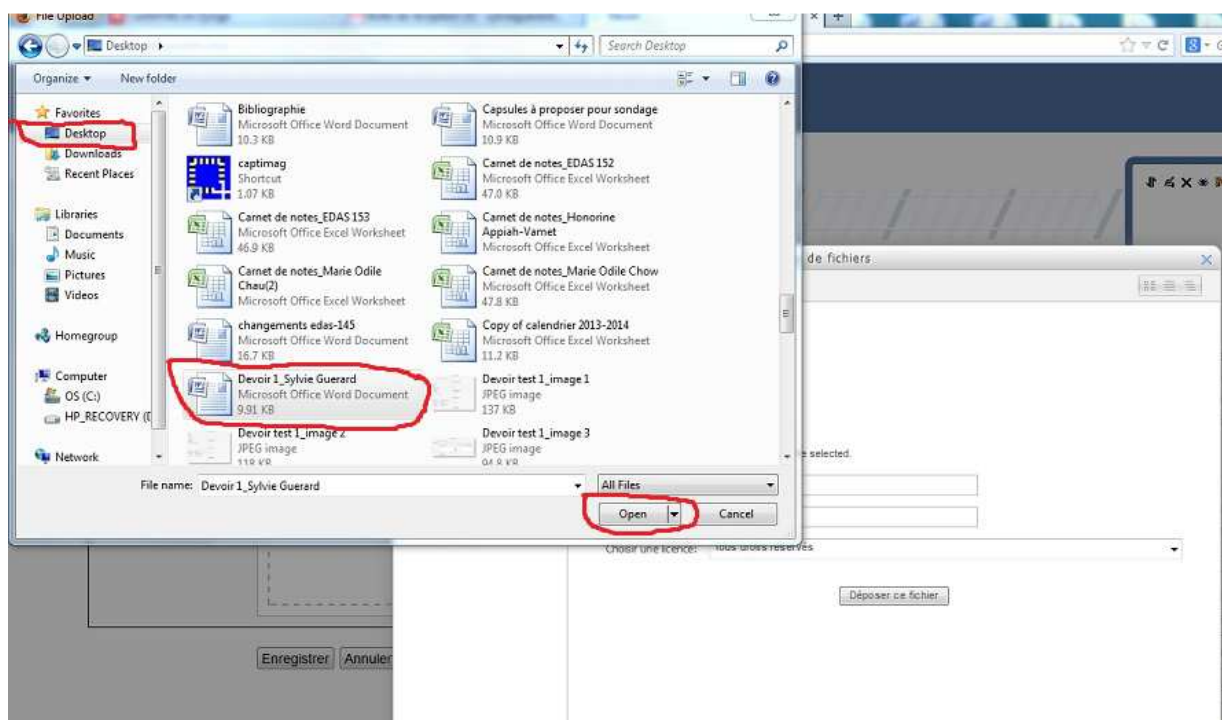 File Upload
Desktop
Search Desktop
Organize
New folder
Favorites
Desktop
Downloads
Recent Places
Libraries
Documents
Music
Pictures
Videos
Homegroup
Computer
OS (C:)
HP_RECOVERY (
Network
Bibliographie
Microsoft Office Word Document
10.3 KB
Capsules à proposer pour sondage
Microsoft Office Word Document
10.9 KB
captimag
Shortcut
1.07 KB
Carnet de notes_EDAS 152
Microsoft Office Excel Worksheet
47.0 KB
Carnet de notes_EDAS 153
Microsoft Office Excel Worksheet
46.9 KB
Carnet de notes_Honorine
Appiah-Vamet
Microsoft Office Excel Worksheet
Carnet de notes_Marie Odile
Chau(2)
Microsoft Office Excel Worksheet
Carnet de notes_Marie Odile Chow
Microsoft Office Excel Worksheet
47.8 KB
changements edas-145
Microsoft Office Word Document
16.7 KB
Copy of calendrier 2013-2014
Microsoft Office Excel Worksheet
11.2 KB
Devoir 1_Sylvie Guerard
Microsoft Office Word Document
9.91 KB
Devoir test 1_image 1
JPEG image
137 KB
Devoir test 1_image 2
JPEG image
118 KB
Devoir test 1_image 3
JPEG image
94.8 KB
File name: Devoir 1_Sylvie Guerard
All Files
Open
Cancel
de fichiers
selected.
Choisir une licence: Tous droits réservés
Déposer ce fichier
Enregistrer
Annuler